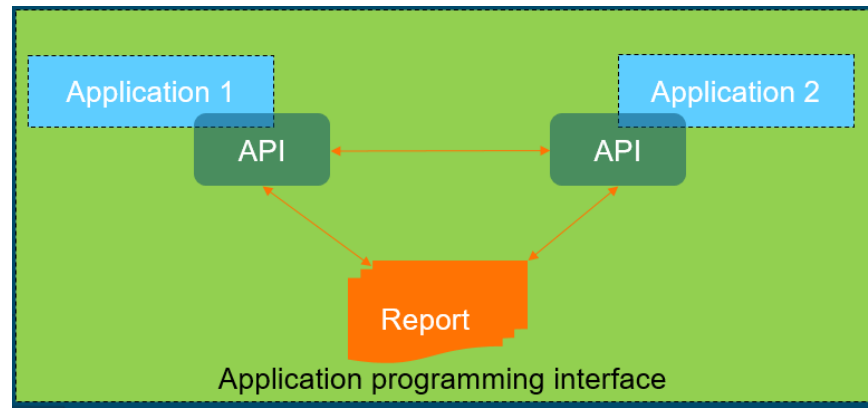 Application 1
Application 2
API
API
Report
Application programming interface